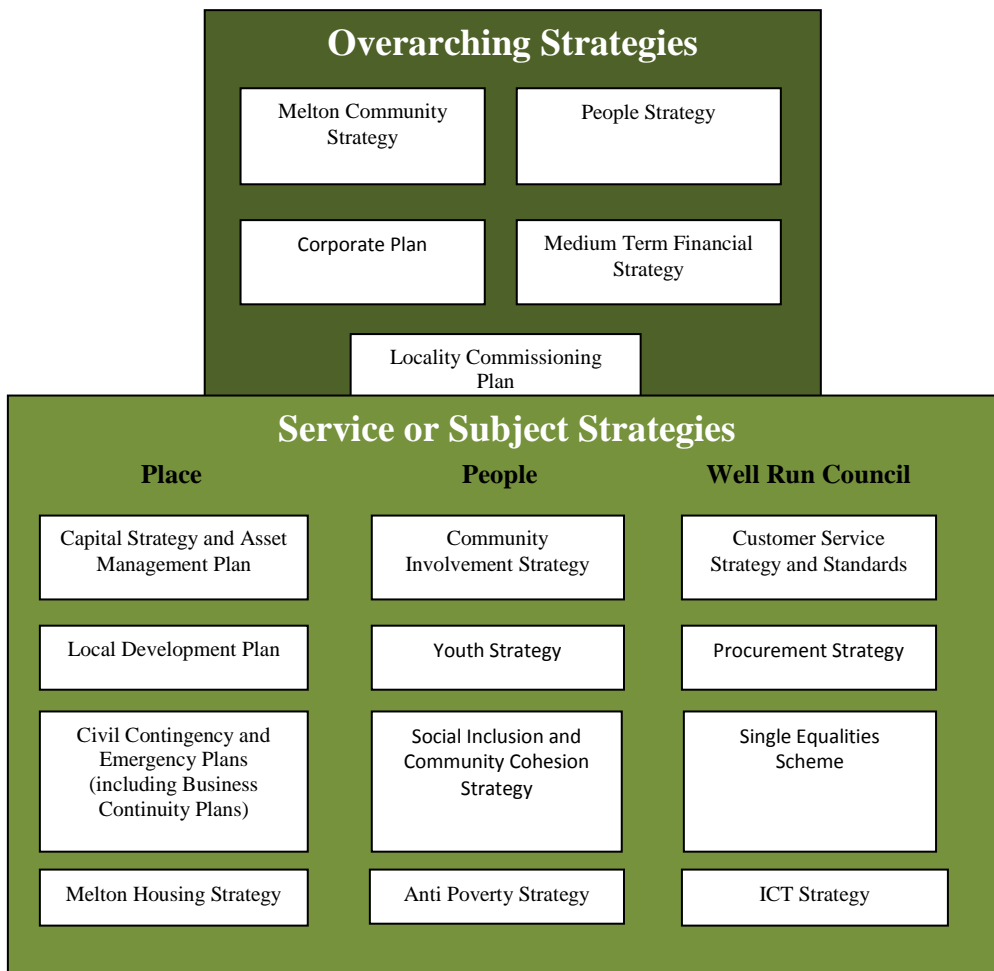 Overarching Strategies
Melton Community
Strategy
People Strategy
Corporate Plan
Medium Term Financial
Strategy
Locality Commissioning
Plan
Service or Subject Strategies
Place
People
Well Run Council
Capital Strategy and Asset
Management Plan
Community
Involvement Strategy
Customer Service
Strategy and Standards
Local Development Plan
Youth Strategy
Procurement Strategy
Civil Contingency and
Emergency Plans
(including Business
Continuity Plans)
Social Inclusion and
Community Cohesion
Strategy
Single Equalities
Scheme
Melton Housing Strategy
Anti Poverty Strategy
ICT Strategy